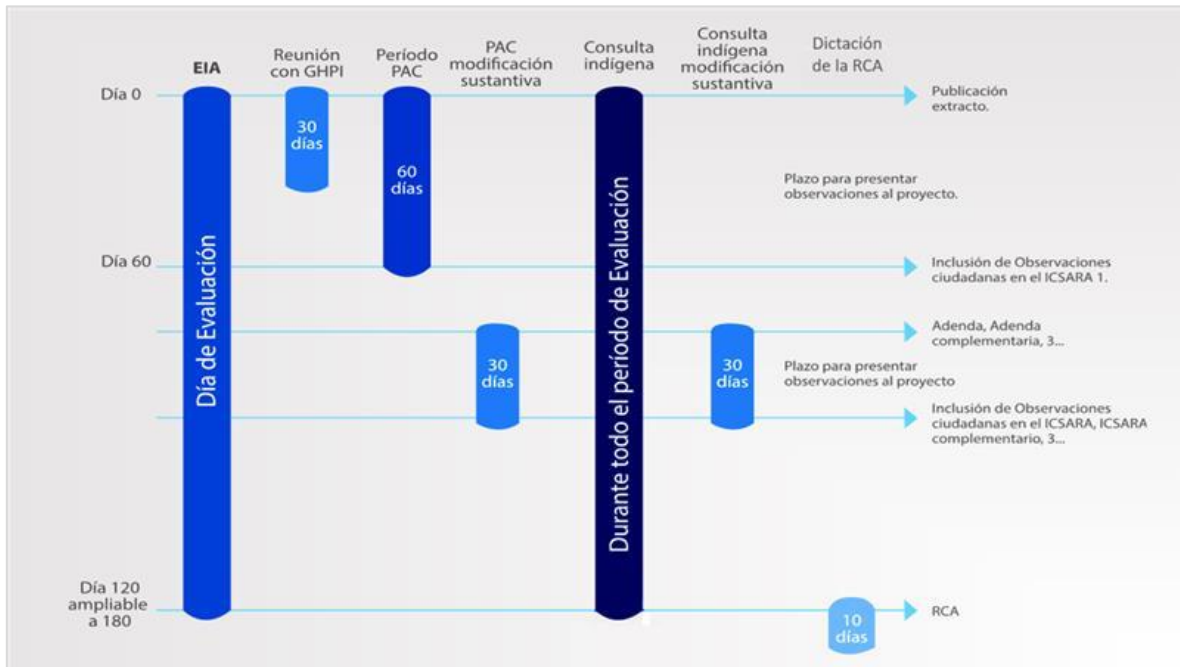 EIA
Reunión
con GHPI
Período
PAC
PAC
modificación
sustantiva
Consulta
indígena
Consulta
indígena
modificación
sustantiva
Dictación
de la RCA
Día 0
30
días
60
días
Publicación
extracto.
Plazo para presentar
observaciones al proyecto.
Día de Evaluación
Durante todo el período de Evaluación
Día 60
Inclusión de Observaciones
ciudadanas en el ICSARA 1.
Adenda, Adenda
complementaria, 3...
30
días
30
días
Plazo para presentar
observaciones al proyecto
Inclusión de Observaciones
ciudadanas en el ICSARA, ICSARA
complementario, 3...
Día 120
ampliable
a 180
10
días
RCA